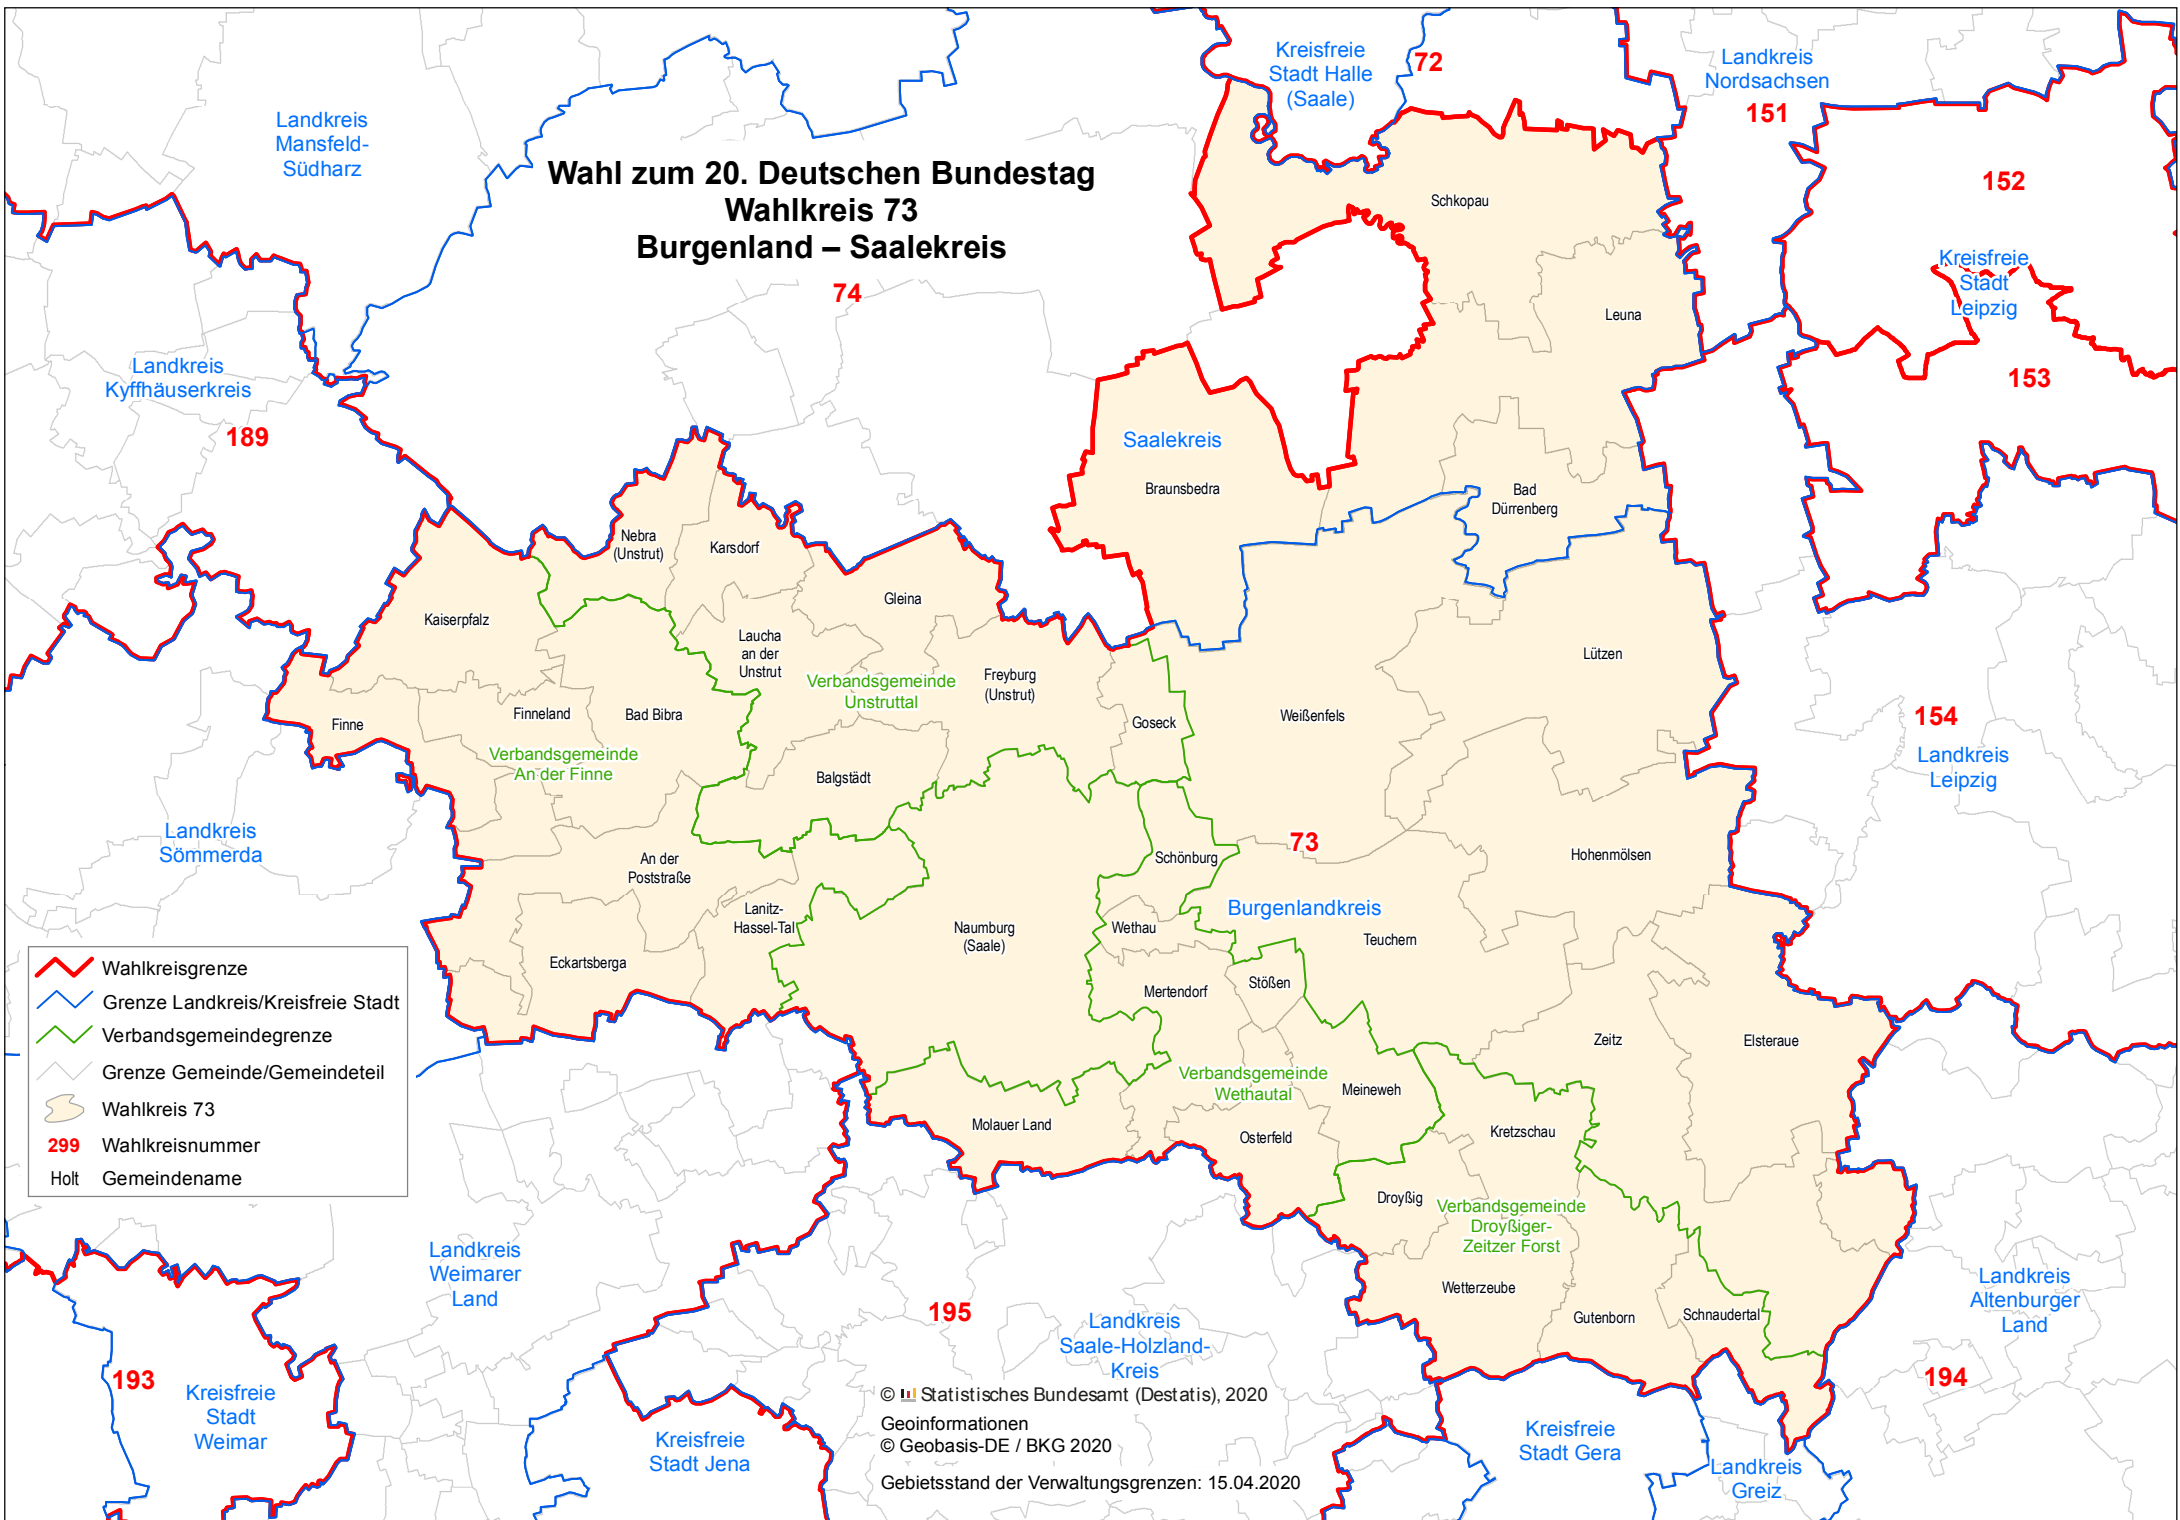 Wahl zum 20. Deutschen Bundestag
Wahlkreis 73
Burgenland – Saalekreis
Kreisfreie
Stadt Halle
(Saale)
72
Landkreis
Nordsachsen
151
Landkreis
Mansfeld-
Südharz
152
Schkopau
Kreisfreie
Stadt
Leipzig
74
Leuna
Landkreis
Kyffhäuserkreis
153
189
Saalekreis
Braunsbedra
Bad
Dürrenberg
Nebra
(Unstrut)
Karsdorf
Gleina
Kaiserpfalz
Laucha
an der
Unstrut
Lützen
Verbandsgemeinde
Unstruttal
Freyburg
(Unstrut)
Finne
Finneland
Bad Bibra
Goseck
Weißenfels
154
Verbandsgemeinde
An der Finne
Balgstädt
Landkreis
Leipzig
Landkreis
Sömmerda
73
An der
Poststraße
Schönburg
Hohenmölsen
Lanitz-
Hassel-Tal
Burgenlandkreis
Naumburg
(Saale)
Wethau
Teuchern
Eckartsberga
Mertendorf
Stößen
Zeitz
Elsteraue
Verbandsgemeinde
Wethautal
Meineweh
Molauer Land
Osterfeld
Kretzschau
Droyßig
Verbandsgemeinde
Droyßiger-
Zeitzer Forst
Wetterzeube
Gutenborn
Schnaudertal
Wahlkreisgrenze
Grenze Landkreis/Kreisfreie Stadt
Verbandsgemeindegrenze
Grenze Gemeinde/Gemeindeteil
Wahlkreis 73
299 Wahlkreisnummer
Holt Gemeindename
Landkreis
Weimarer
Land
195
Landkreis
Saale-Holzland-
Kreis
Landkreis
Altenburger
Land
193
Kreisfreie
Stadt
Weimar
194
Kreisfreie
Stadt Jena
Kreisfreie
Stadt Gera
Landkreis
Greiz
© Statistisches Bundesamt (Destatis), 2020
Geoinformationen
© Geobasis-DE / BKG 2020
Gebietsstand der Verwaltungsgrenzen: 15.04.2020